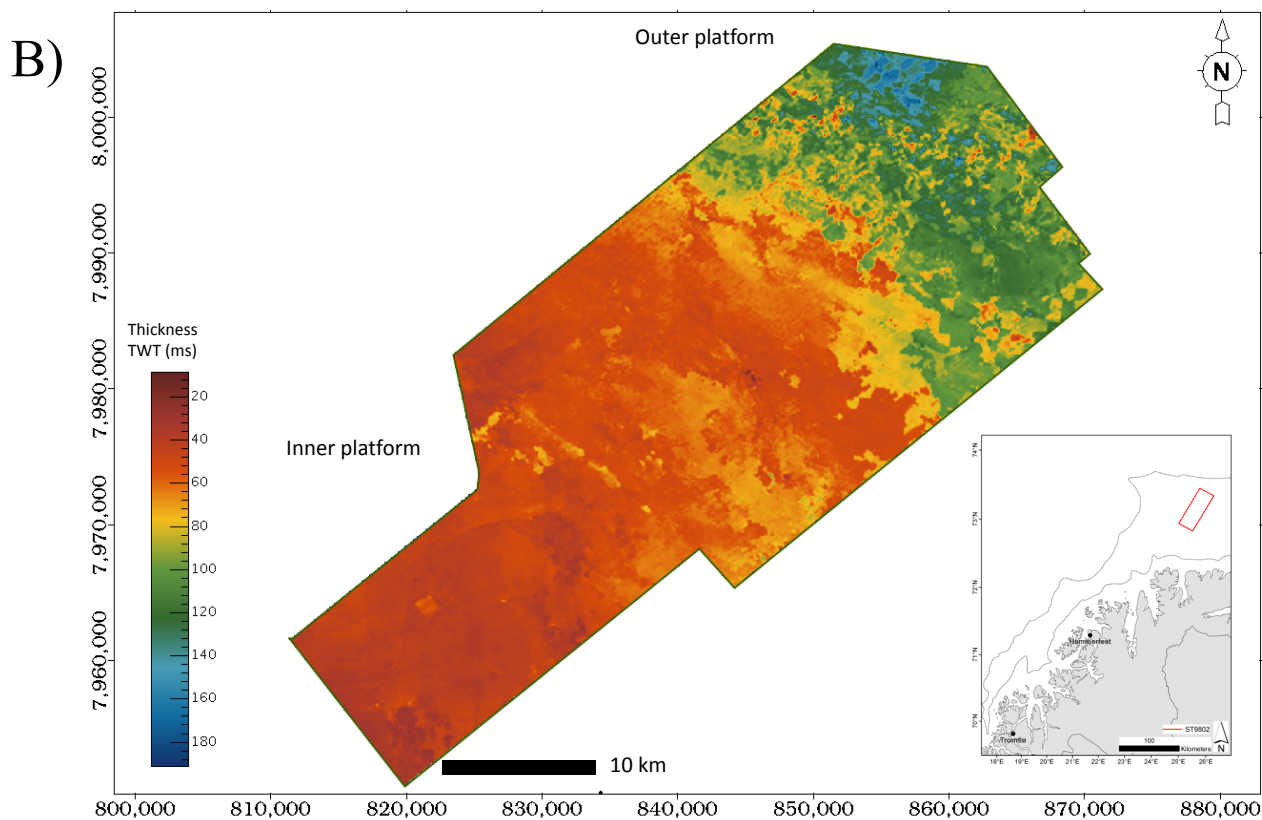 B)
Outer platform
N
8,000,000
7,990,000
7,980,000
7,970,000
7,960,000
Thickness
TWT (ms)
20
40
60
80
100
120
140
160
180
Inner platform
10 km
74°N
73°N
72°N
71°N
70°N
Hammerfest
Tromsø
ST9802
100
Kilometers
N
18°E 19°E 20°E 21°E 22°E 23°E 24°E 25°E 26°E
800,000 810,000 820,000 830,000 840,000 850,000 860,000 870,000 880,000